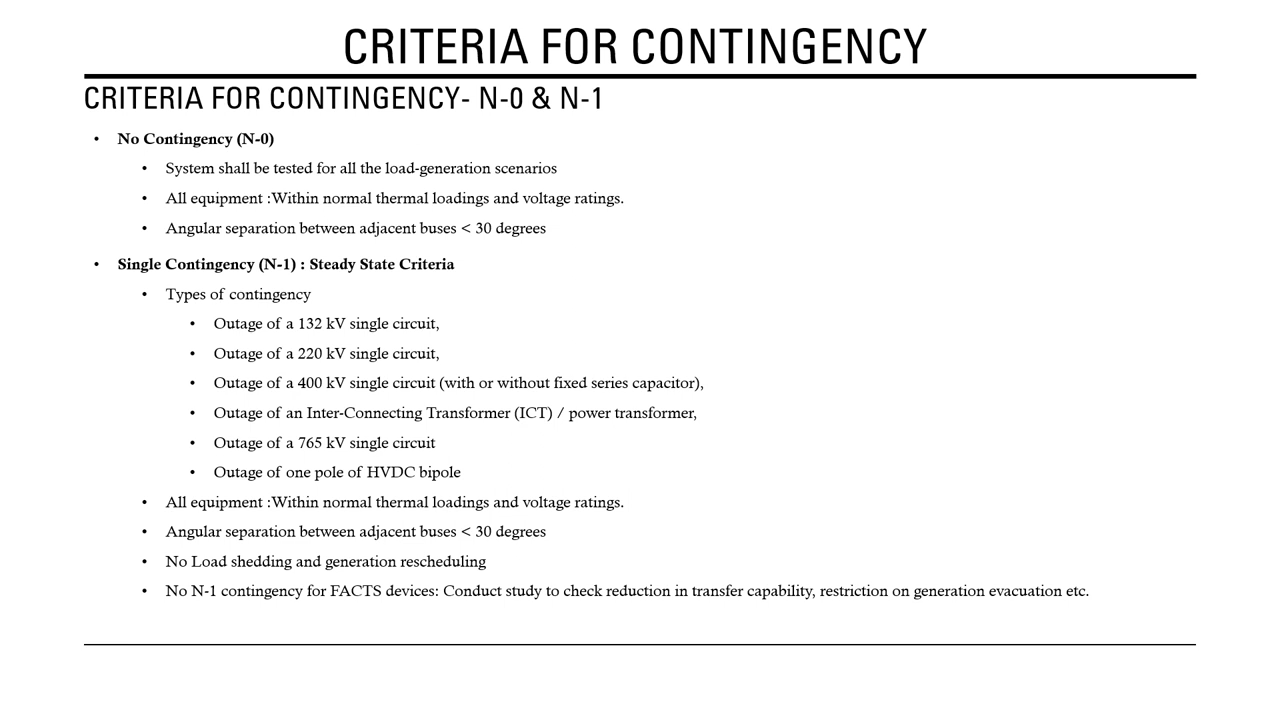 CRITERIA FOR CONTINGENCY
CRITERIA FOR CONTINGENCY- N-0 & N-1
• No Contingency (N-0)
• System shall be tested for all the load-generation scenarios
• All equipment :Within normal thermal loadings and voltage ratings.
• Angular separation between adjacent buses < 30 degrees
• Single Contingency (N-1) : Steady State Criteria
• Types of contingency
• Outage of a 132 kV single circuit,
• Outage of a 220 kV single circuit,
• Outage of a 400 kV single circuit (with or without fixed series capacitor),
• Outage of an Inter-Connecting Transformer (ICT) / power transformer,
• Outage of a 765 kV single circuit
• Outage of one pole of HVDC bipole
• All equipment :Within normal thermal loadings and voltage ratings.
• Angular separation between adjacent buses < 30 degrees
• No Load shedding and generation rescheduling
• No N-1 contingency for FACTS devices: Conduct study to check reduction in transfer capability, restriction on generation evacuation etc.